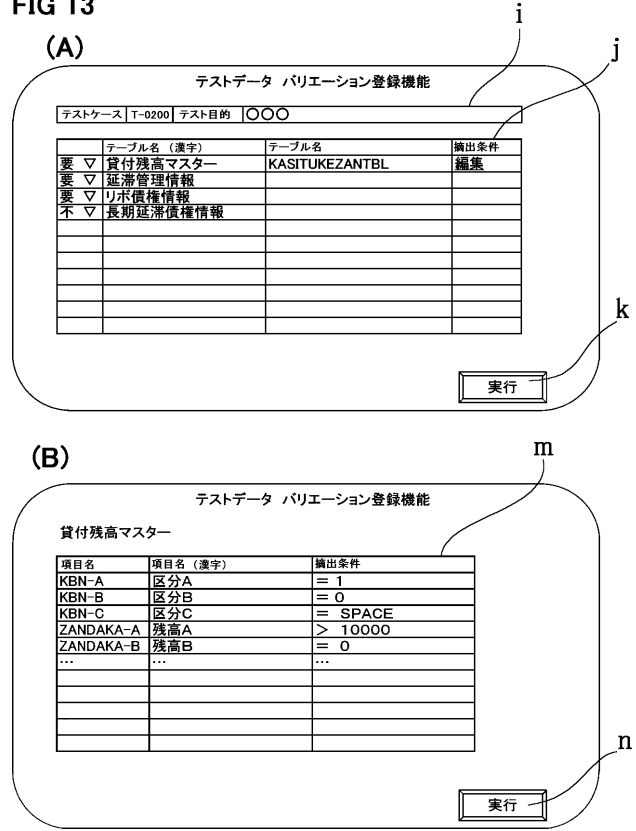 FIG 13
i
(A)
j
テストデータ バリエーション登録機能
テストケース T-0200 テスト目的 〇〇〇
テーブル名（漢字） テーブル名 摘出条件
要 ▽ 貸付残高マスター KASITUKEZANTBL 編集
要 ▽ 延滞管理情報
要 ▽ リボ債権情報
不 ▽ 長期延滞債権情報
k
実行
(B)
m
テストデータ バリエーション登録機能
貸付残高マスター
項目名 項目名（漢字） 摘出条件
KBN-A 区分A ＝ 1
KBN-B 区分B ＝ 0
KBN-C 区分C ＝ SPACE
ZANDAKA-A 残高A ＞ 10000
ZANDAKA-B 残高B ＝ 0
… … …
n
実行